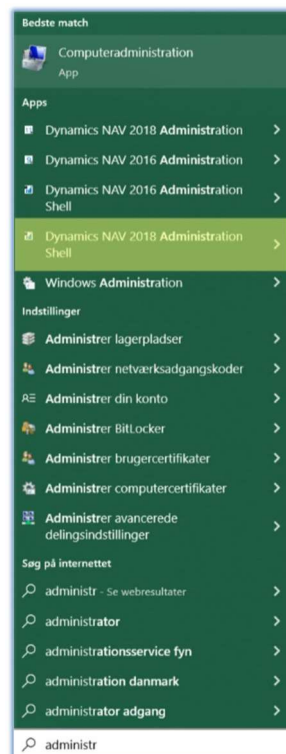 Bedste match
Computeradministration
App
Apps
Dynamics NAV 2018 Administration
Dynamics NAV 2016 Administration
Dynamics NAV 2016 Administration
Shell
Dynamics NAV 2018 Administration
Shell
Windows Administration
Indstillinger
Administrer lagerpladser
Administrer netværksadgangskoder
Administrer din konto
Administrer BitLocker
Administrer brugercertifikater
Administrer computercertifikater
Administrer avancerede
delingsindstillinger
Søg på internettet
administr - Se webresultater
administrator
administrationsservice fyn
administration danmark
administrator adgang
administr